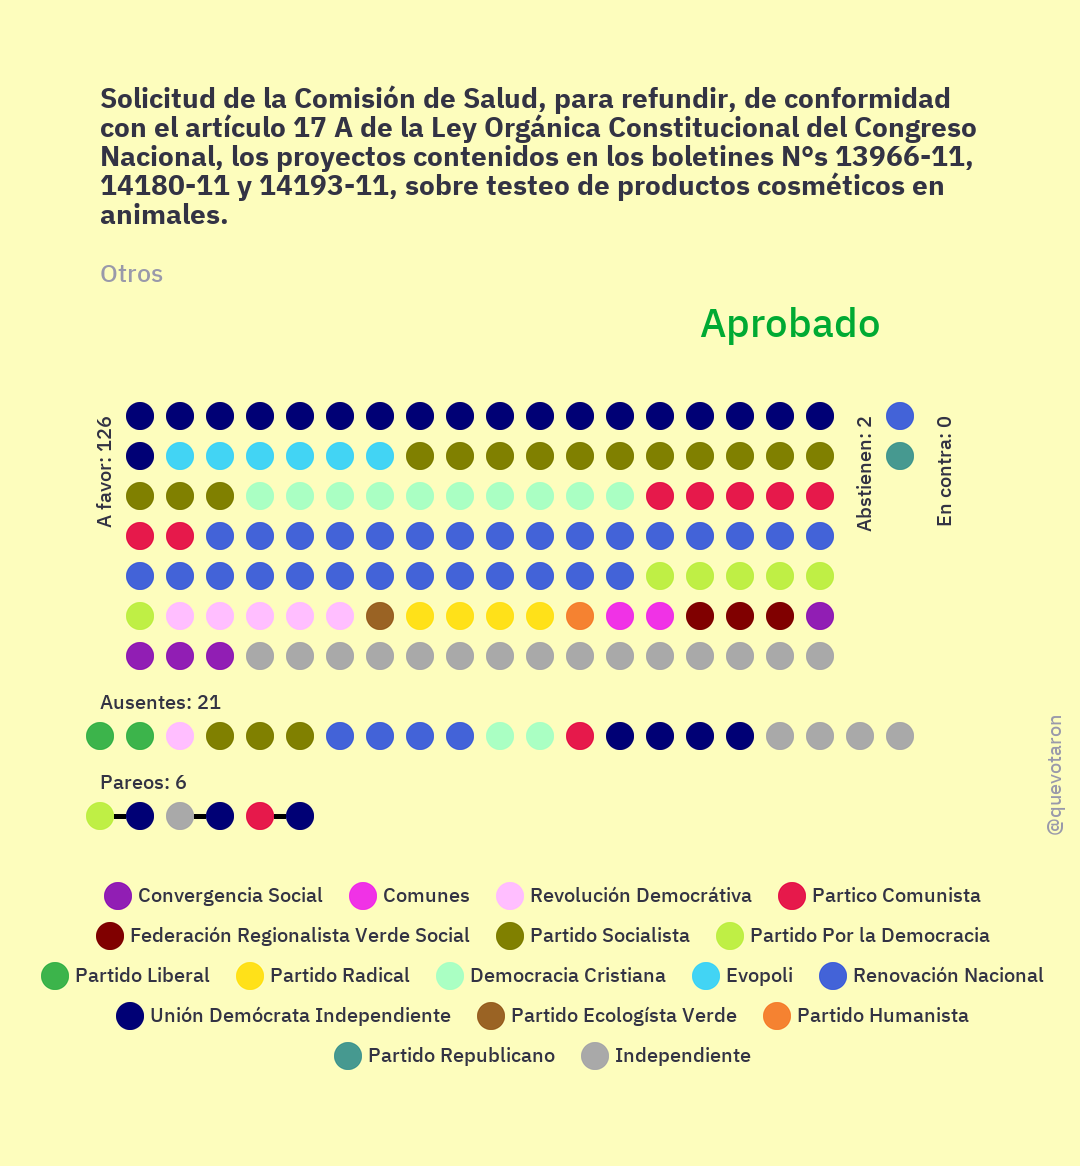 Solicitud de la Comisión de Salud, para refundir, de conformidad
con el artículo 17 A de la Ley Orgánica Constitucional del Congreso
Nacional, los proyectos contenidos en los boletines N°s 13966-11,
14180-11 y 14193-11, sobre testeo de productos cosméticos en
animales.
Otros
Aprobado
A favor: 126
Abstienen: 2
En contra: 0
Ausentes: 21
Pareos: 6
@quevotaron
Convergencia Social
Comunes
Revolución Democrátiva
Partico Comunista
Federación Regionalista Verde Social
Partido Socialista
Partido Por la Democracia
Partido Liberal
Partido Radical
Democracia Cristiana
Evopoli
Renovación Nacional
Unión Demócrata Independiente
Partido Ecologísta Verde
Partido Humanista
Partido Republicano
Independiente